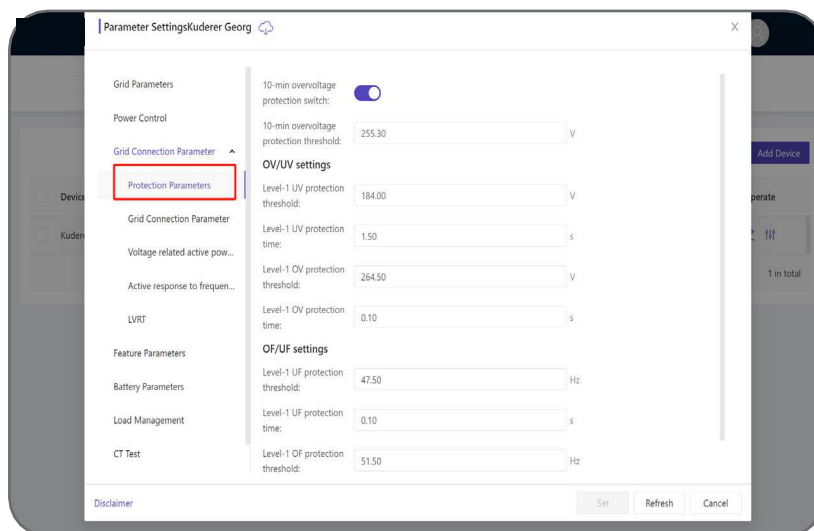 Parameter SettingsKuderer Georg
X
Grid Parameters
Power Control
Grid Connection Parameter
Protection Parameters
Grid Connection Parameter
Voltage related active pow...
Active response to frequen...
LVRT
Feature Parameters
Battery Parameters
Load Management
CT Test
10-min overvoltage
protection switch:
10-min overvoltage
protection threshold:
255.30
V
OV/UV settings
Level-1 UV protection
threshold:
184.00
V
Level-1 UV protection
time:
1.50
s
Level-1 OV protection
threshold:
264.50
V
Level-1 OV protection
time:
0.10
s
OF/UF settings
Level-1 UF protection
threshold:
47.50
Hz
Level-1 UF protection
time:
0.10
s
Level-1 OF protection
threshold:
51.50
Hz
Disclaimer
Set
Refresh
Cancel
Device
Kuder
Add Device
perate
1 in total